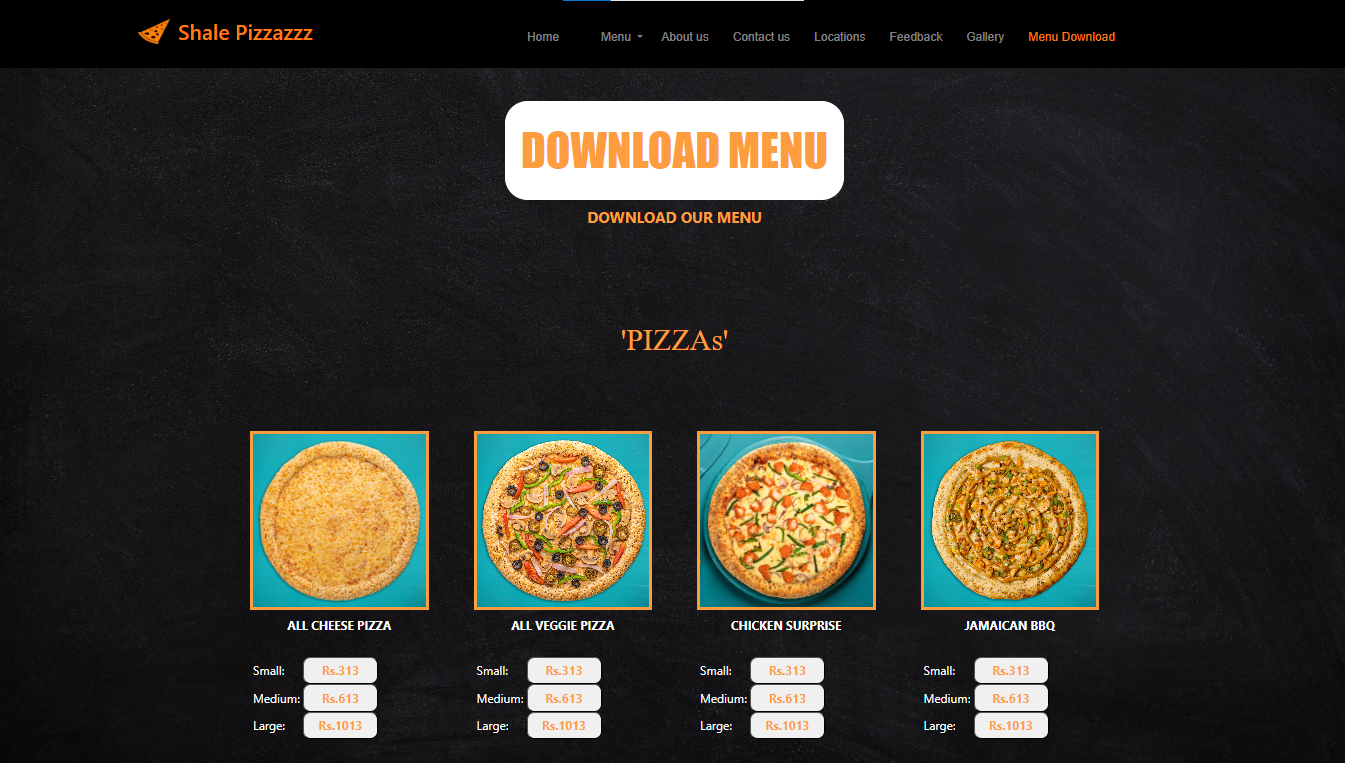 Shale Pizzazzz
Home Menu About us Contact us Locations Feedback Gallery Menu Download
DOWNLOAD MENU
DOWNLOAD OUR MENU
'PIZZAs'
ALL CHEESE PIZZA
Small: Rs.313
Medium: Rs.613
Large: Rs.1013
ALL VEGGIE PIZZA
Small: Rs.313
Medium: Rs.613
Large: Rs.1013
CHICKEN SURPRISE
Small: Rs.313
Medium: Rs.613
Large: Rs.1013
JAMAICAN BBQ
Small: Rs.313
Medium: Rs.613
Large: Rs.1013